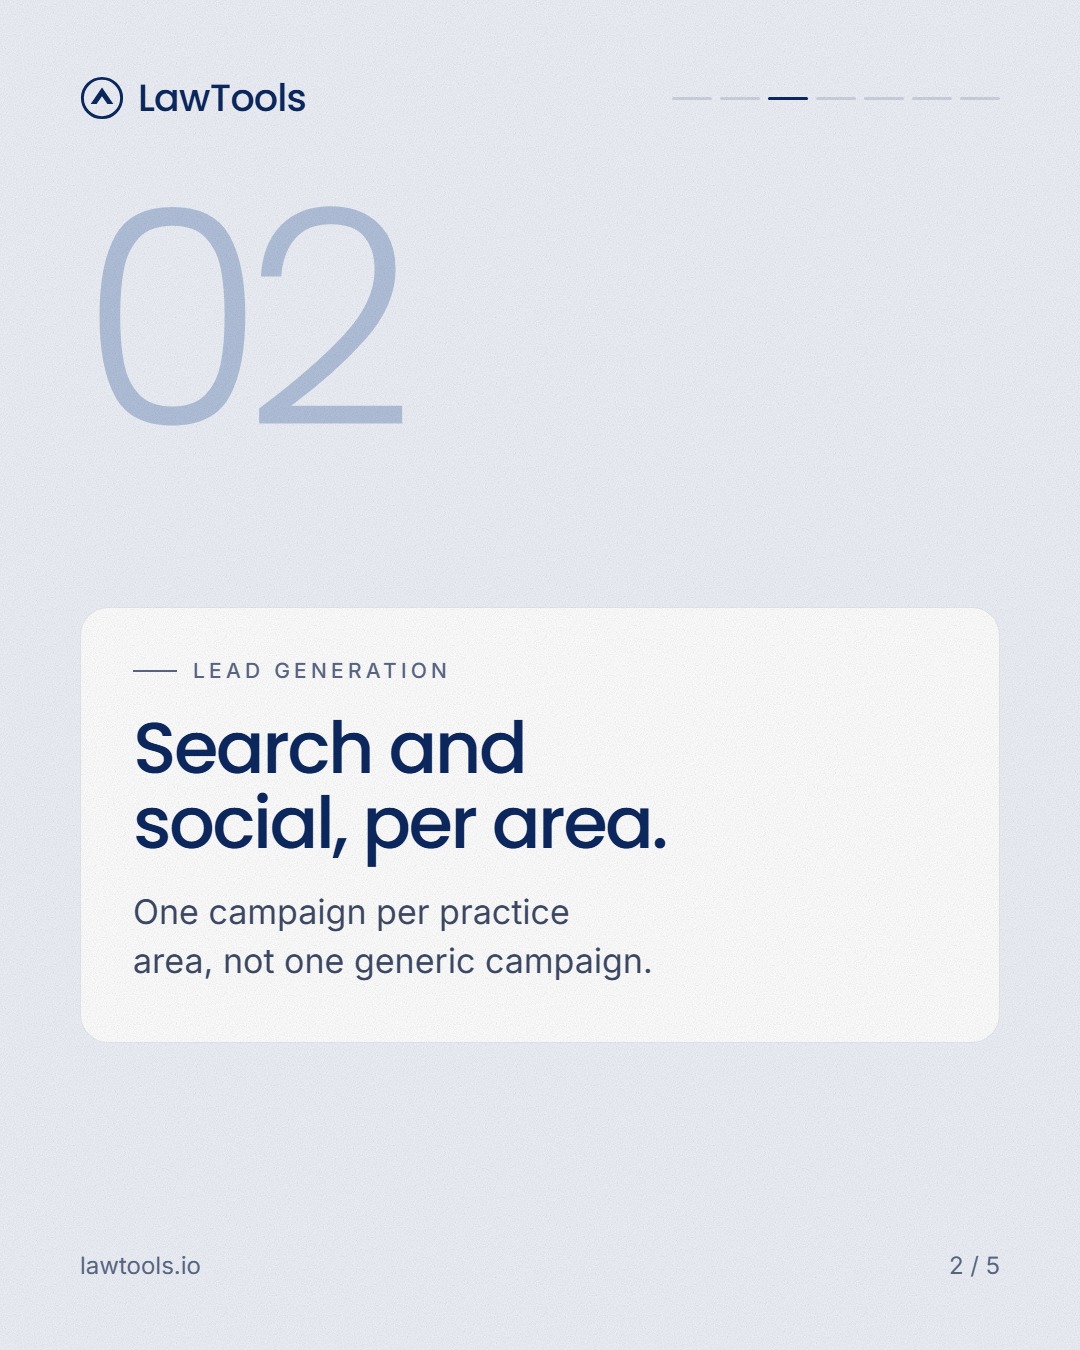 LawTools
02
LEAD GENERATION
Search and
social, per area.
One campaign per practice
area, not one generic campaign.
lawtools.io
2 / 5